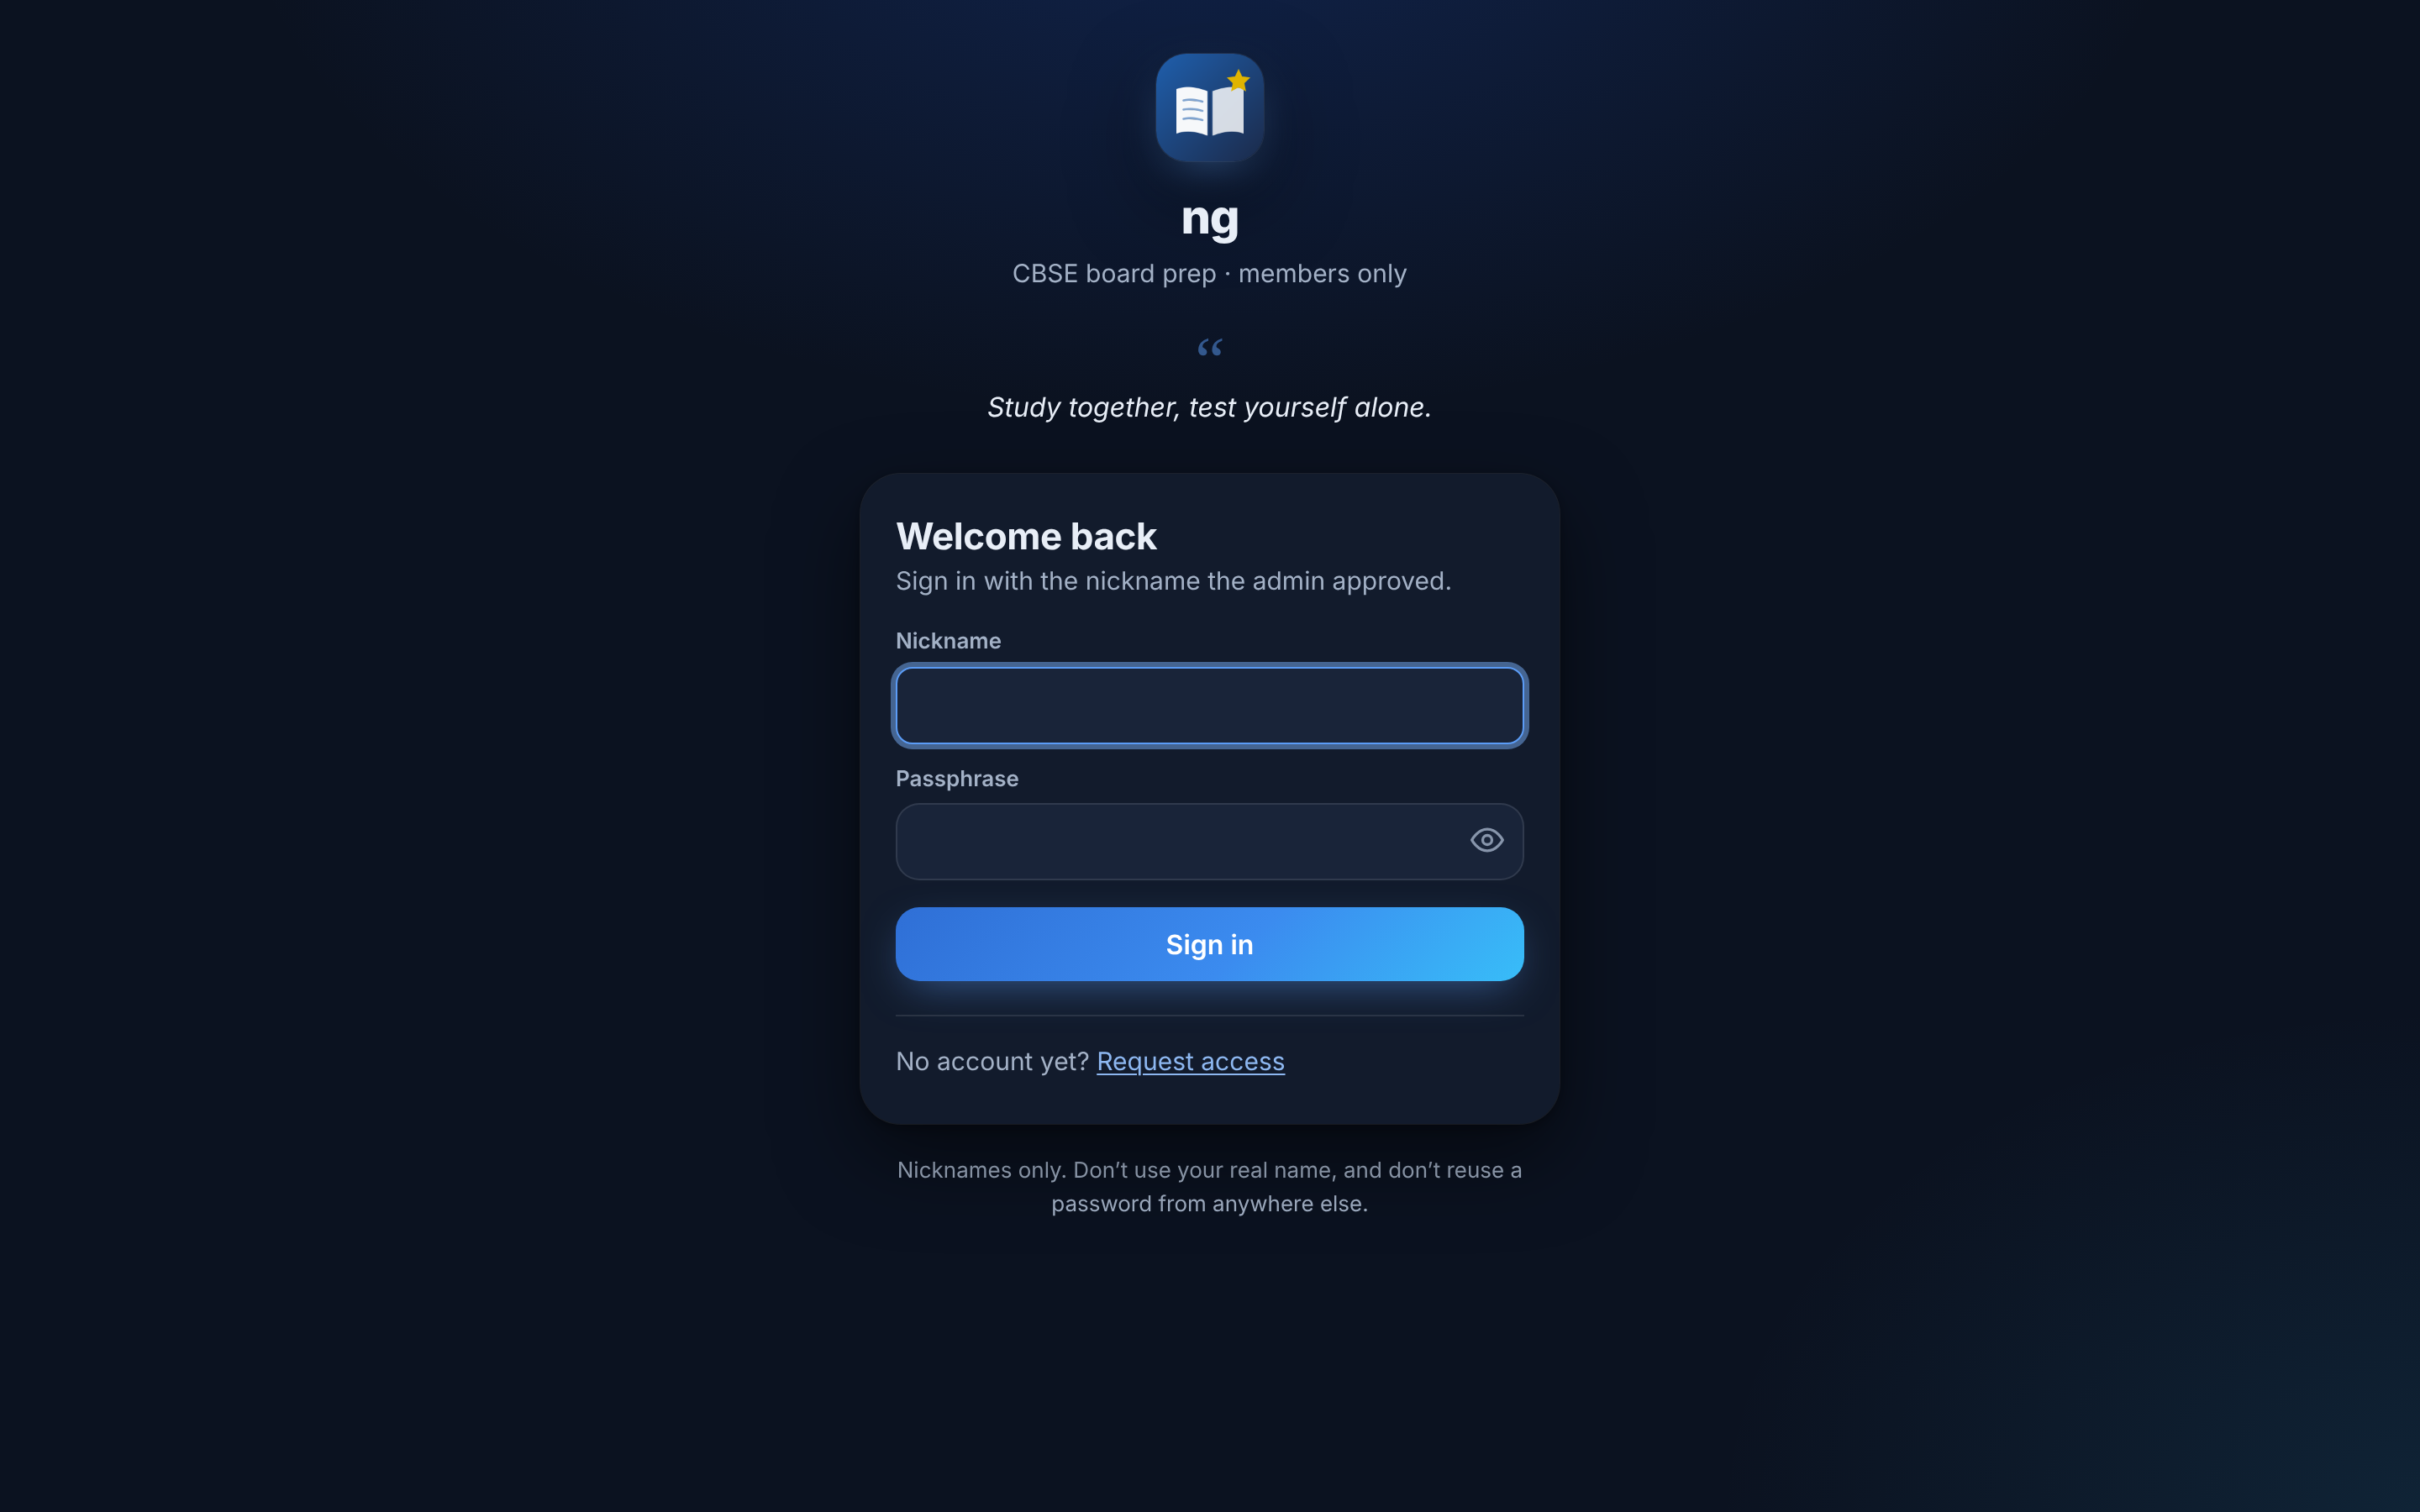 ng
CBSE board prep · members only
“
Study together, test yourself alone.
Welcome back
Sign in with the nickname the admin approved.
Nickname
Passphrase
Sign in
No account yet? Request access
Nicknames only. Don’t use your real name, and don’t reuse a
password from anywhere else.